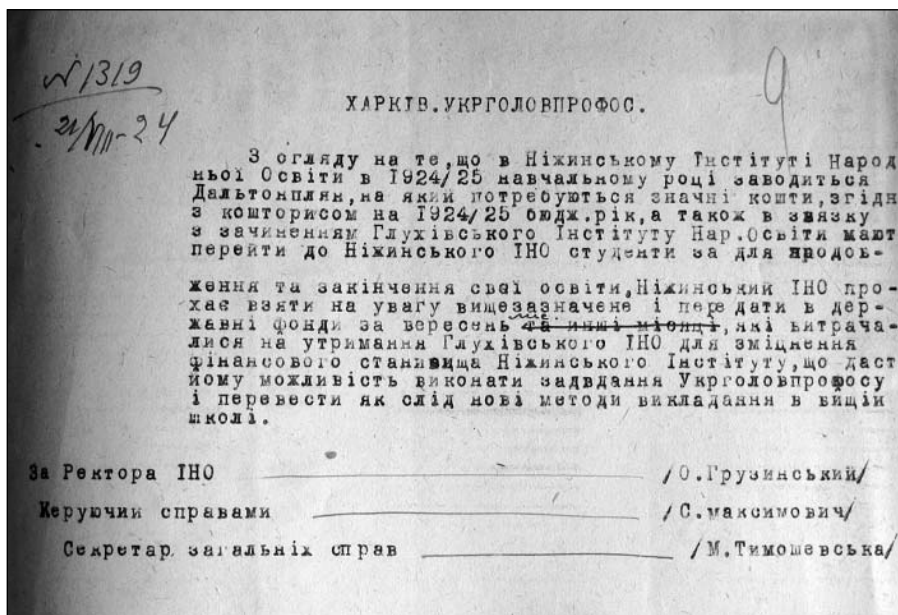 № 1319
21/VIII-24
9
ХАРКІВ.УКРГОЛОВПРОФОС.
З огляду на те,що в Ніжинському Інституті Народ
ньої Освіти в 1924/25 навчальному році заводиться
Дальтонплян,на який потребуються значні кошти,згідн
з кошторисом на 1924/25 бюдж.рік,а також в звязку
з зачиненням Глухівського Інституту Нар.Освіти мают
перейти до Ніжинського ІНО студенти за для продов-
ження та закінчення свєї освіти,Ніжинський ІНО про-
хає взяти на увагу вищезазначене і передати в дер-
жавні фонди за вересень та инші місяці,які витрача-
лися на утримання Глухівського ІНО для зміцнення
фінансового становища Ніжинського Інституту,що даст
йому можливість виконати задвдання Укрголовпрофосу
і перевести як слід нові методи викладання в вищій
школі.
За Ректора ІНО /О.Грузинський/
Керуючий справами /С.максимович/
Секретар загальніх справ /М.Тимошевська/